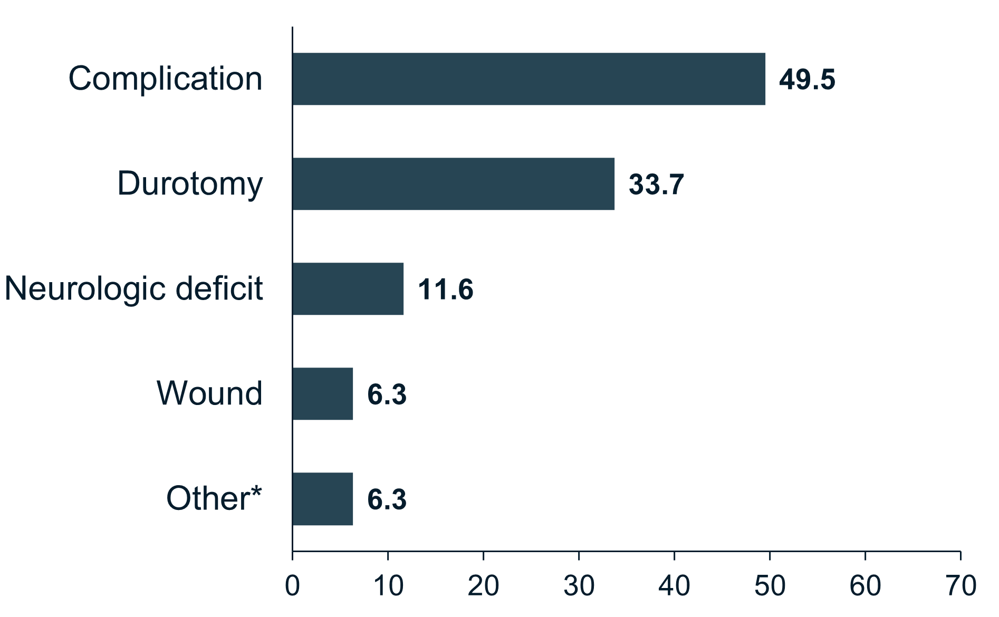 Complication 49.5
Durotomy 33.7
Neurologic deficit 11.6
Wound 6.3
Other* 6.3
0 10 20 30 40 50 60 70